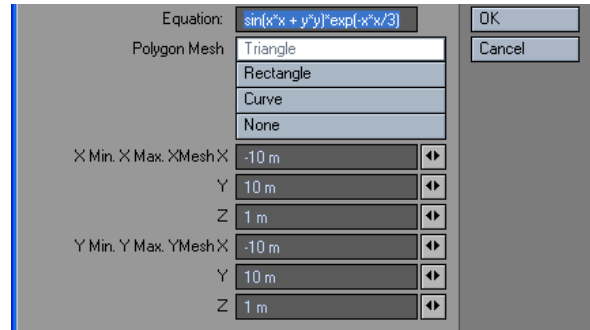 Equation: sin(x*x + y*y)*exp(-x*x/3) OK
Polygon Mesh Triangle Cancel
Rectangle
Curve
None
X Min. X Max. XMesh X -10 m
Y 10 m
Z 1 m
Y Min. Y Max. YMesh X -10 m
Y 10 m
Z 1 m